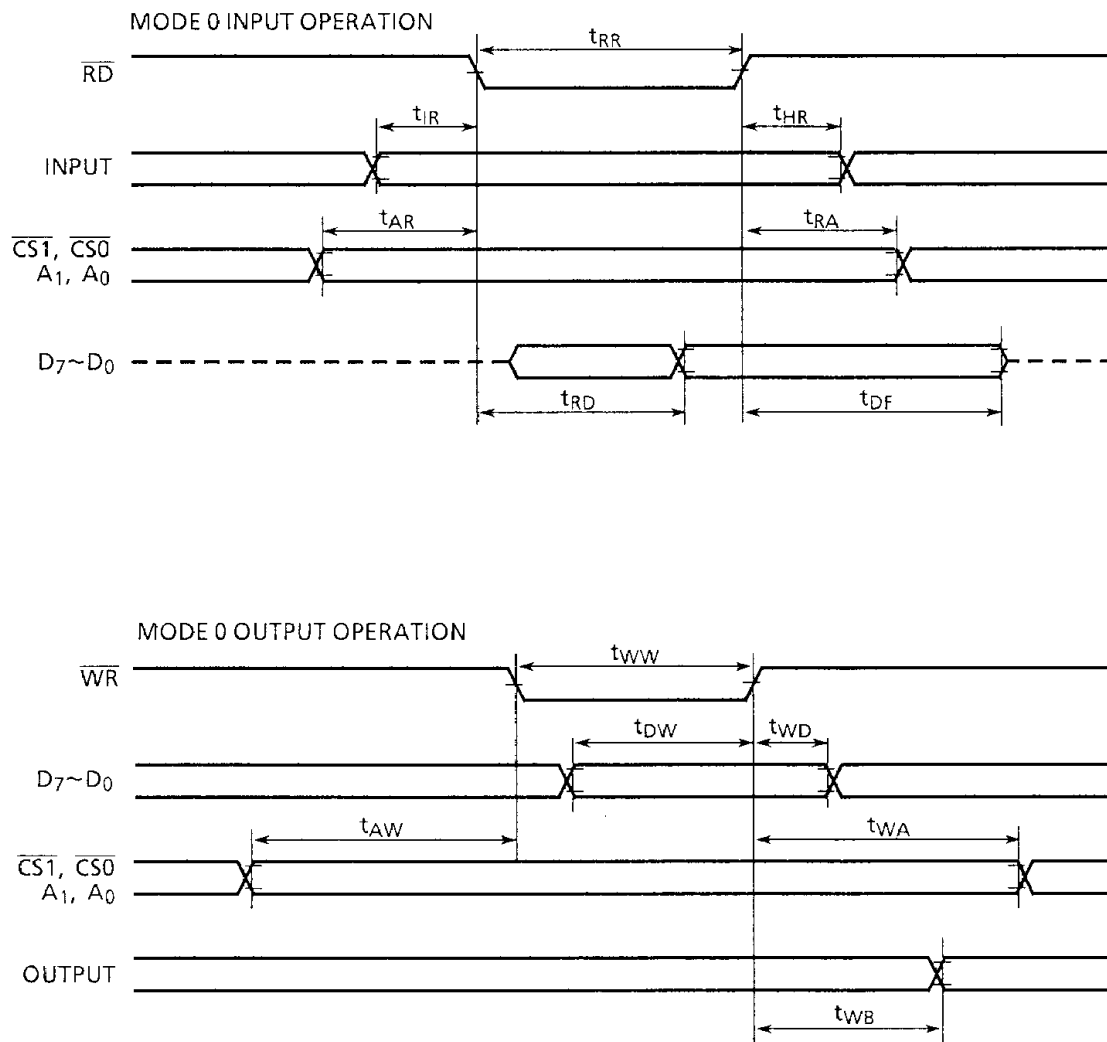 MODE 0 INPUT OPERATION
tRR
RD
tIR
tHR
INPUT
tAR
tRA
CS1, CS0
A1, A0
D7~D0
tRD
tDF
MODE 0 OUTPUT OPERATION
tWW
WR
tDW
tWD
D7~D0
tAW
tWA
CS1, CS0
A1, A0
OUTPUT
tWB